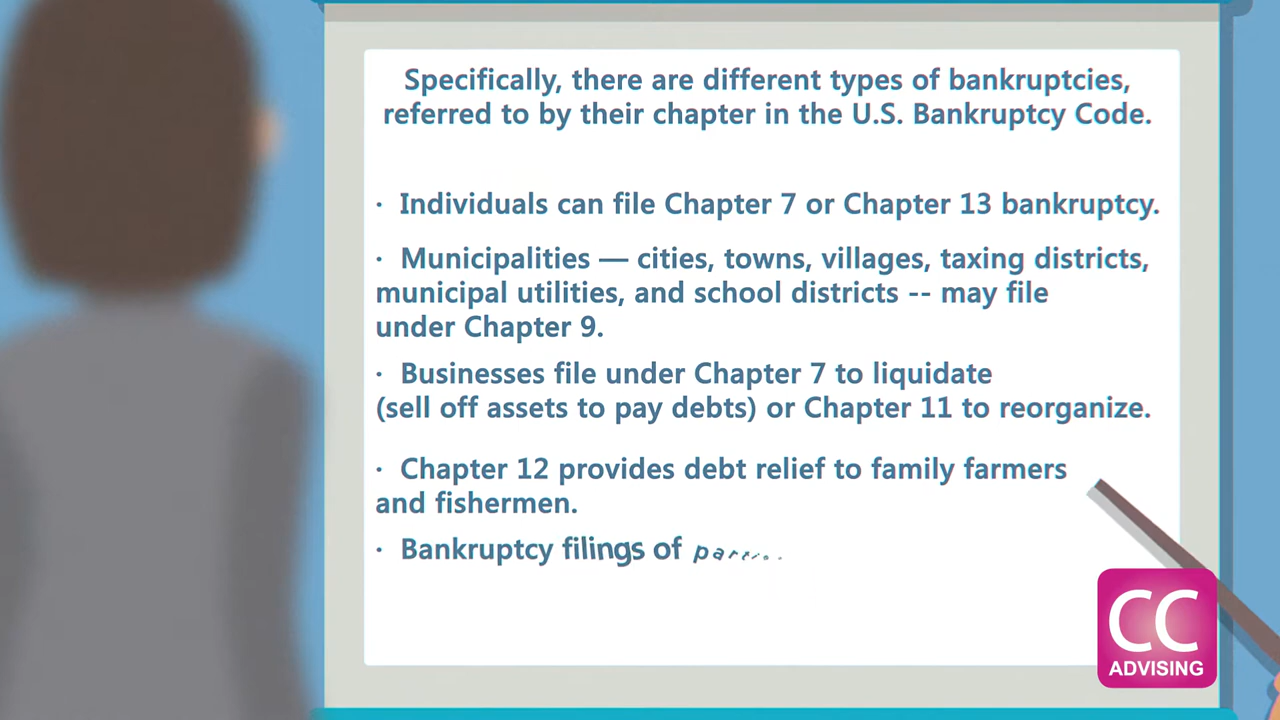 Specifically, there are different types of bankruptcies,
referred to by their chapter in the U.S. Bankruptcy Code.
· Individuals can file Chapter 7 or Chapter 13 bankruptcy.
· Municipalities — cities, towns, villages, taxing districts,
municipal utilities, and school districts -- may file
under Chapter 9.
· Businesses file under Chapter 7 to liquidate
(sell off assets to pay debts) or Chapter 11 to reorganize.
· Chapter 12 provides debt relief to family farmers
and fishermen.
· Bankruptcy filings of
CC
ADVISING